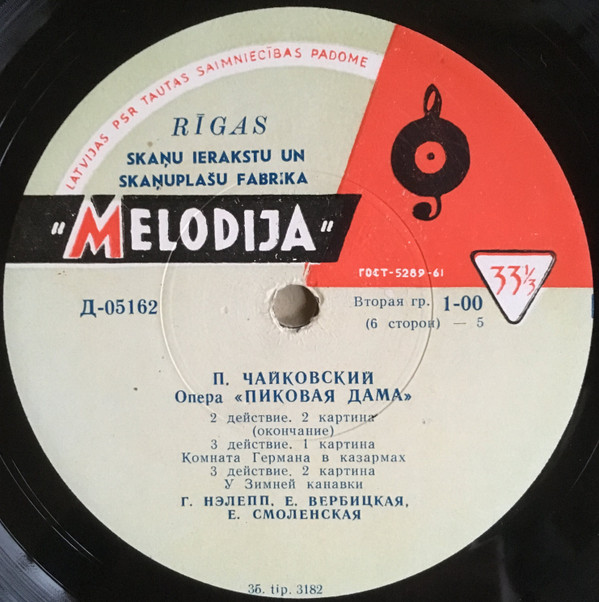 LATVIJAS PSR TAUTAS SAIMNIECĪBAS PADOME
RĪGAS
SKAŅU IERAKSTU UN
SKAŅUPLAŠU FABRIKA
"MELODIJA"
ГОСТ-5289-61
33⅓
Д-05162
Вторая гр. 1-00
(6 сторон) — 5
П. ЧАЙКОВСКИЙ
Опера «ПИКОВАЯ ДАМА»
2 действие. 2 картина
(окончание)
3 действие. 1 картина
Комната Германа в казармах
3 действие. 2 картина
У Зимней канавки
Г. НЭЛЕПП, Е. ВЕРБИЦКАЯ,
Е. СМОЛЕНСКАЯ
35. tip. 3182